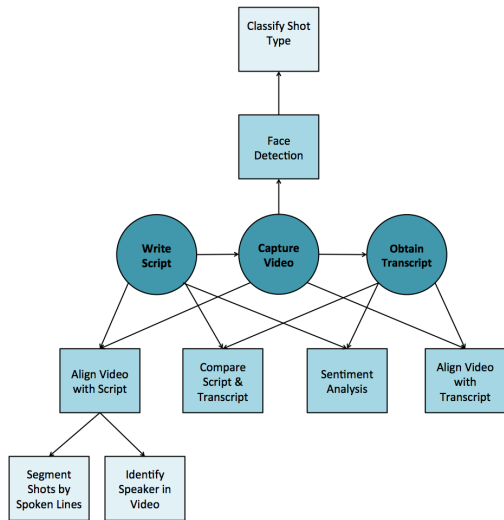 Classify Shot
Type
Face
Detection
Write
Script
Capture
Video
Obtain
Transcript
Align Video
with Script
Compare
Script &
Transcript
Sentiment
Analysis
Align Video
with
Transcript
Segment
Shots by
Spoken Lines
Identify
Speaker in
Video